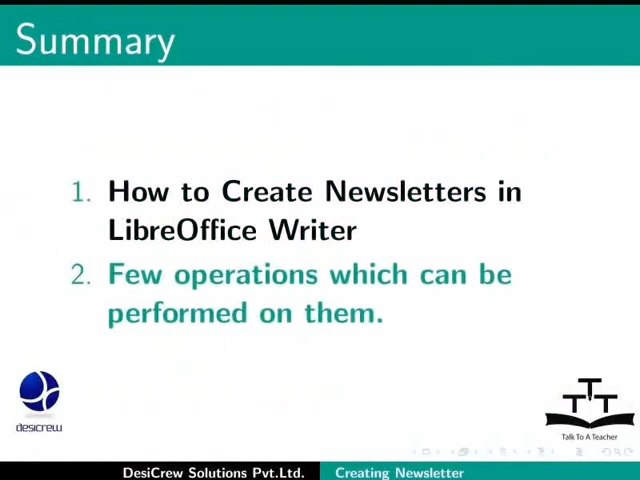 Summary
1. How to Create Newsletters in
LibreOffice Writer
2. Few operations which can be
performed on them.
desicrew
T T T
Talk To A Teacher
DesiCrew Solutions Pvt.Ltd. Creating Newsletter